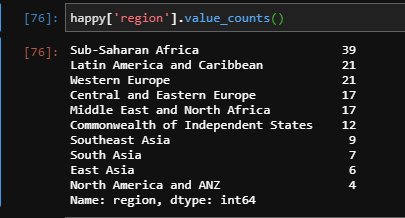 [76]: happy['region'].value_counts()
[76]: Sub-Saharan Africa 39
Latin America and Caribbean 21
Western Europe 21
Central and Eastern Europe 17
Middle East and North Africa 17
Commonwealth of Independent States 12
Southeast Asia 9
South Asia 7
East Asia 6
North America and ANZ 4
Name: region, dtype: int64